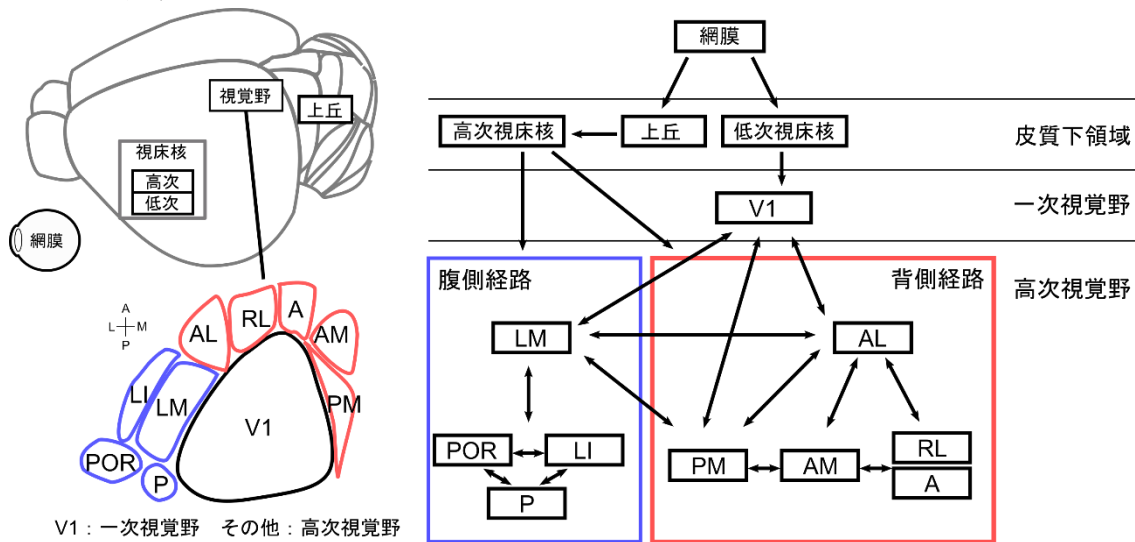 視覚野
上丘
視床核
高次
低次
網膜
A
L M
P
AL
RL
A
AM
LI
LM
PM
V1
POR
P
V1：一次視覚野 その他：高次視覚野
網膜
高次視床核
上丘
低次視床核
皮質下領域
V1
一次視覚野
腹側経路
背側経路
高次視覚野
LM
AL
POR
LI
P
PM
AM
RL
A